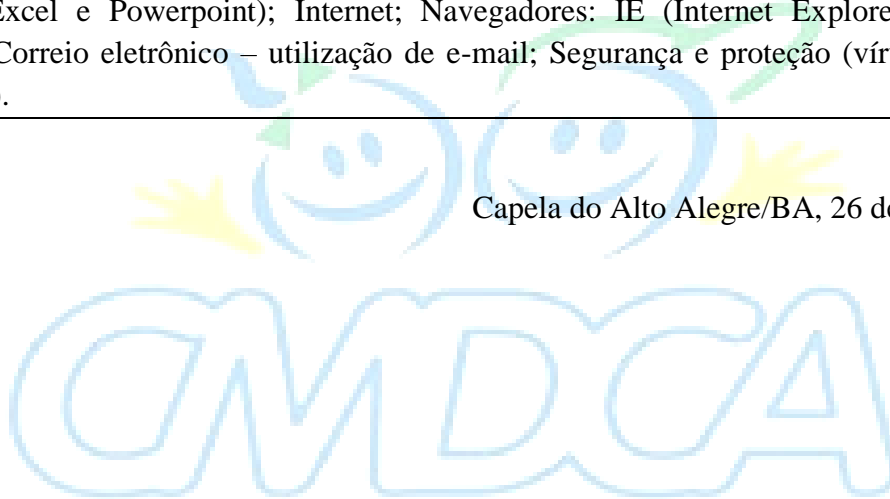 Excel e Powerpoint); Internet; Navegadores: IE (Internet Explore
Correio eletrônico – utilização de e-mail; Segurança e proteção (vír
).
Capela do Alto Alegre/BA, 26 d
CMDCA